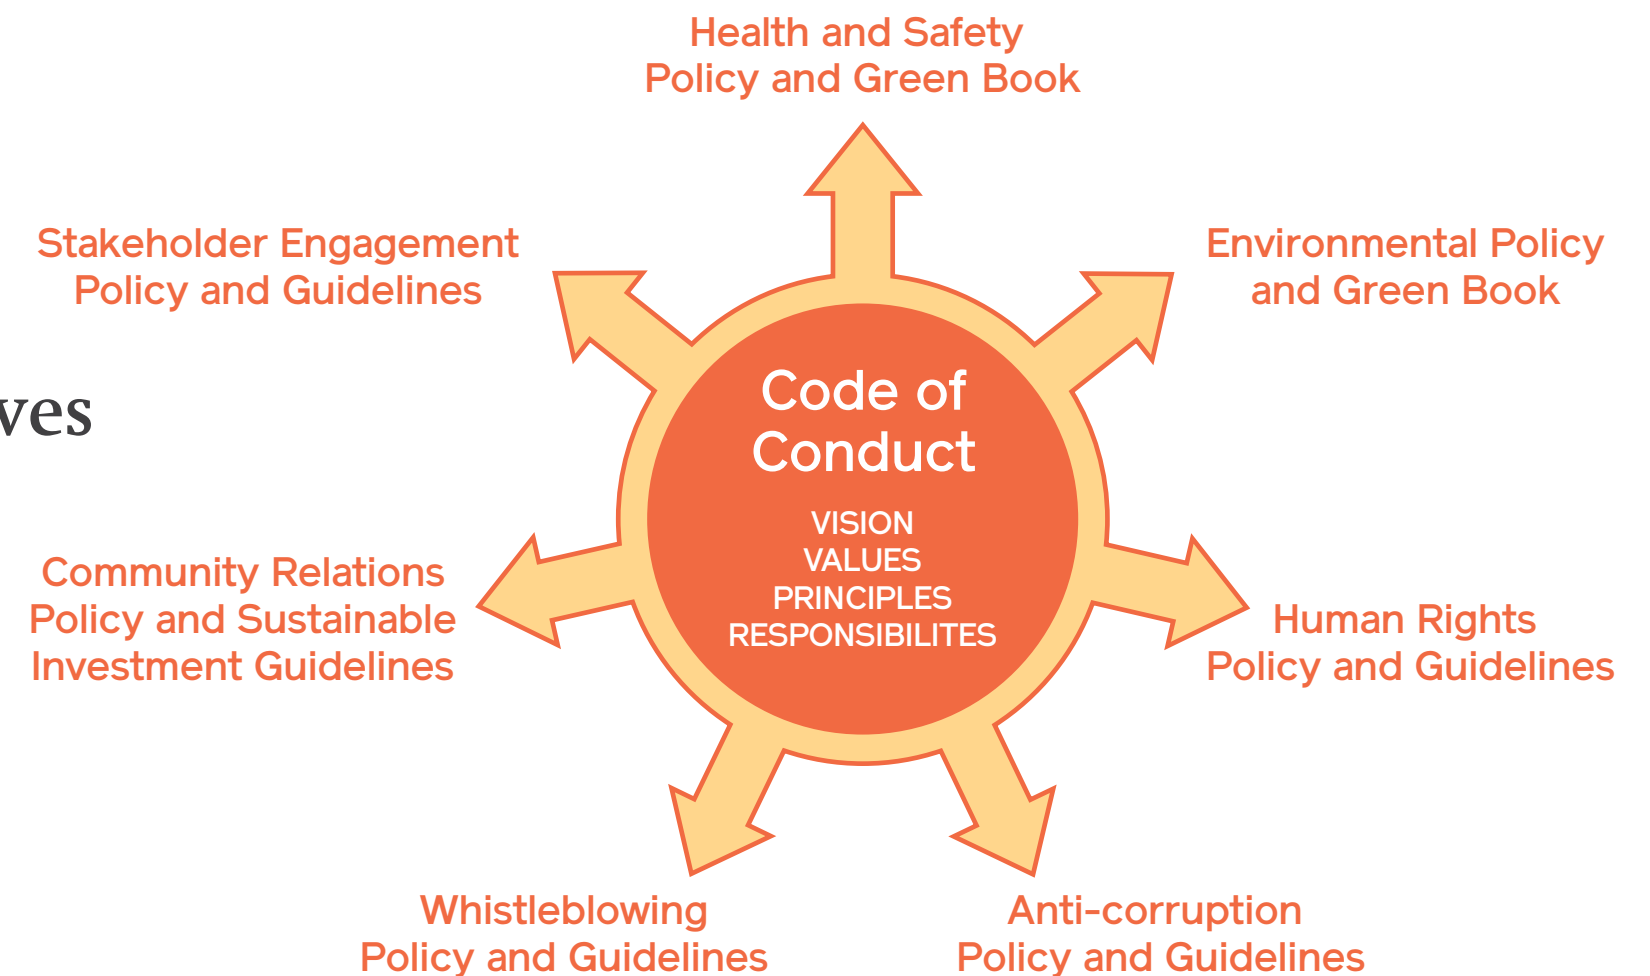 Health and Safety
Policy and Green Book
Stakeholder Engagement
Policy and Guidelines
Environmental Policy
and Green Book
ves
Code of
Conduct
VISION
VALUES
PRINCIPLES
RESPONSIBILITES
Community Relations
Policy and Sustainable
Investment Guidelines
Human Rights
Policy and Guidelines
Whistleblowing
Policy and Guidelines
Anti-corruption
Policy and Guidelines